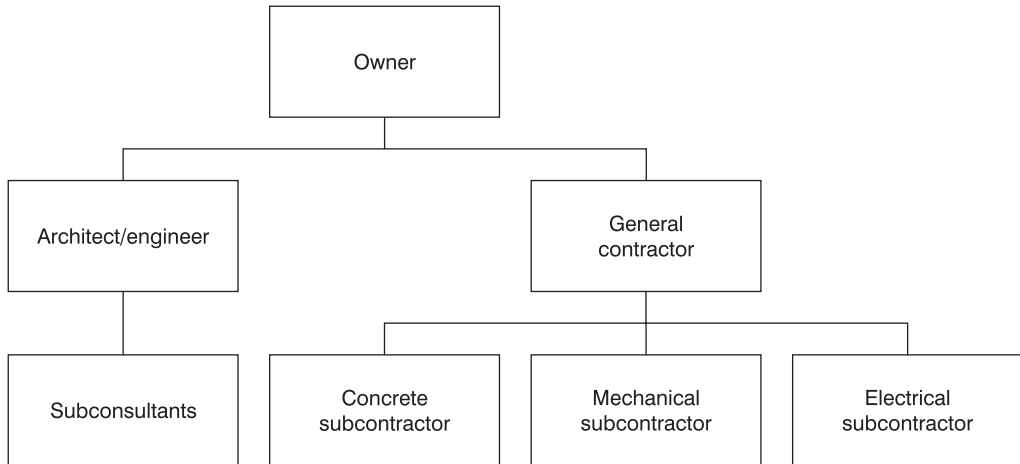 Owner
Architect/engineer
General
contractor
Subconsultants
Concrete
subcontractor
Mechanical
subcontractor
Electrical
subcontractor